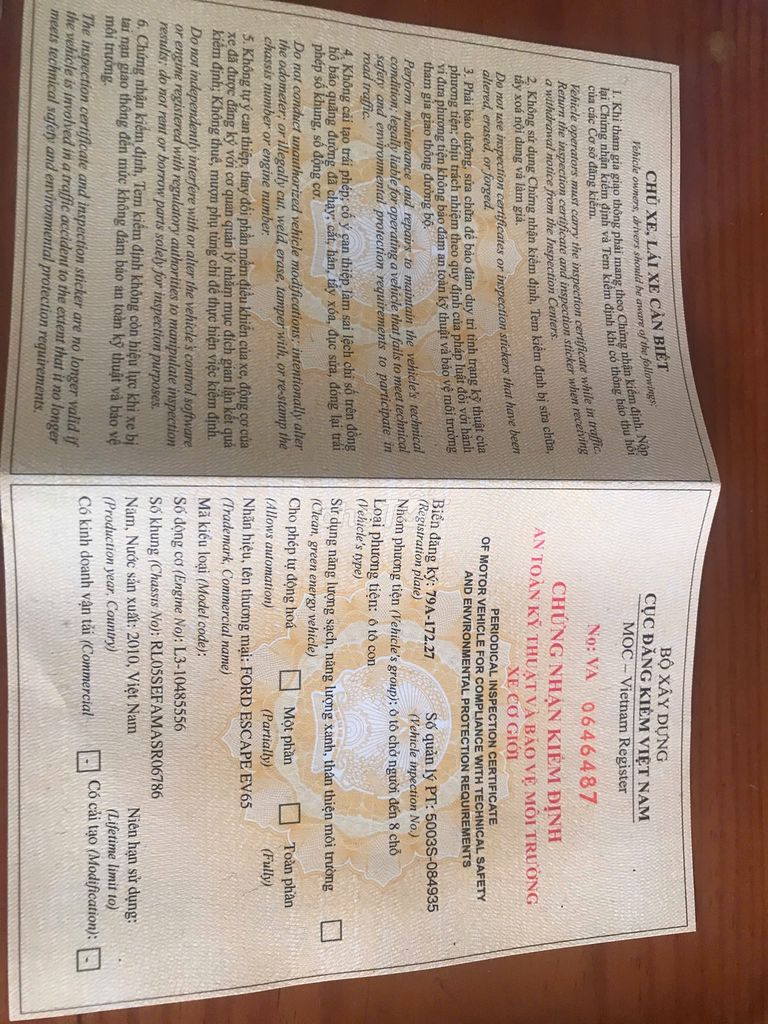 CHỦ XE, LÁI XE CẦN BIẾT
Vehicle owners, drivers should be aware of the followings:
1. Khi tham gia giao thông phải mang theo Chứng nhận kiểm định. Nộp
lại Chứng nhận kiểm định và Tem kiểm định khi có thông báo thu hồi
của các Cơ sở đăng kiểm.
Vehicle operators must carry the inspection certificate while in traffic.
Return the inspection certificate and inspection sticker when receiving
a withdrawal notice from the Inspection Centers.
2. Không sử dụng Chứng nhận kiểm định, Tem kiểm định bị sửa chữa,
tẩy xoá nội dung và làm giả.
Do not use inspection certificates or inspection stickers that have been
altered, erased, or forged.
3. Phải bảo dưỡng, sửa chữa để bảo đảm duy trì tình trạng kỹ thuật của
phương tiện; chịu trách nhiệm theo quy định của pháp luật đối với hành
vi đưa phương tiện không bảo đảm an toàn kỹ thuật và bảo vệ môi trường
tham gia giao thông đường bộ.
Perform maintenance and repairs to maintain the vehicle's technical
condition; legally liable for operating a vehicle that fails to meet technical
safety and environmental protection requirements to participate in
road traffic.
4. Không cải tạo trái phép; cố ý can thiệp làm sai lệch chỉ số trên đồng
hồ báo quãng đường đã chạy; cắt, hàn, tẩy xóa, đục sửa, đóng lại trái
phép số khung, số động cơ.
Do not conduct unauthorized vehicle modifications; intentionally alter
the odometer; or illegally cut, weld, erase, tamper with, or re-stamp the
chassis number or engine number.
5. Không tự ý can thiệp, thay đổi phần mềm điều khiển của xe, động cơ của
xe đã được đăng ký với cơ quan quản lý nhằm mục đích gian lận kết quả
kiểm định; Không thuê, mượn phụ tùng chỉ để thực hiện việc kiểm định.
Do not independently interfere with or alter the vehicle's control software
or engine registered with regulatory authorities to manipulate inspection
results; do not rent or borrow parts solely for inspection purposes.
6. Chứng nhận kiểm định, Tem kiểm định không còn hiệu lực khi xe bị
tai nạn giao thông đến mức không đảm bảo an toàn kỹ thuật và bảo vệ
môi trường.
The inspection certificate and inspection sticker are no longer valid if
the vehicle is involved in a traffic accident to the extent that it no longer
meets technical safety and environmental protection requirements.
BỘ XÂY DỰNG
CỤC ĐĂNG KIỂM VIỆT NAM
MOC – Vietnam Register
No: VA 0646487
CHỨNG NHẬN KIỂM ĐỊNH
AN TOÀN KỸ THUẬT VÀ BẢO VỆ MÔI TRƯỜNG
XE CƠ GIỚI
PERIODICAL INSPECTION CERTIFICATE
OF MOTOR VEHICLE FOR COMPLIANCE WITH TECHNICAL SAFETY
AND ENVIRONMENTAL PROTECTION REQUIREMENTS
Biển đăng ký: 79A-172.27 Số quản lý PT: 5003S-084935
(Registration plate) (Vehicle inpection No.)
Nhóm phương tiện (Vehicle's group): ô tô chở người đến 8 chỗ
Loại phương tiện: ô tô con
(Vehicle's type)
Sử dụng năng lượng sạch, năng lượng xanh, thân thiện môi trường
(Clean, green energy vehicle)
Cho phép tự động hoá Một phần Toàn phần
(Allows automation) (Partially) (Fully)
Nhãn hiệu, tên thương mại: FORD ESCAPE EV65
(Trademark, Commercial name)
Mã kiểu loại (Model code):
Số động cơ (Engine No): L3-10485556
Số khung (Chassis No): RL05SEFAMASR06786
Năm, Nước sản xuất: 2010, Việt Nam Niên hạn sử dụng:
(Production year, Country) (Lifetime limit to)
Có kinh doanh vận tải (Commercial - Có cải tạo (Modification): -